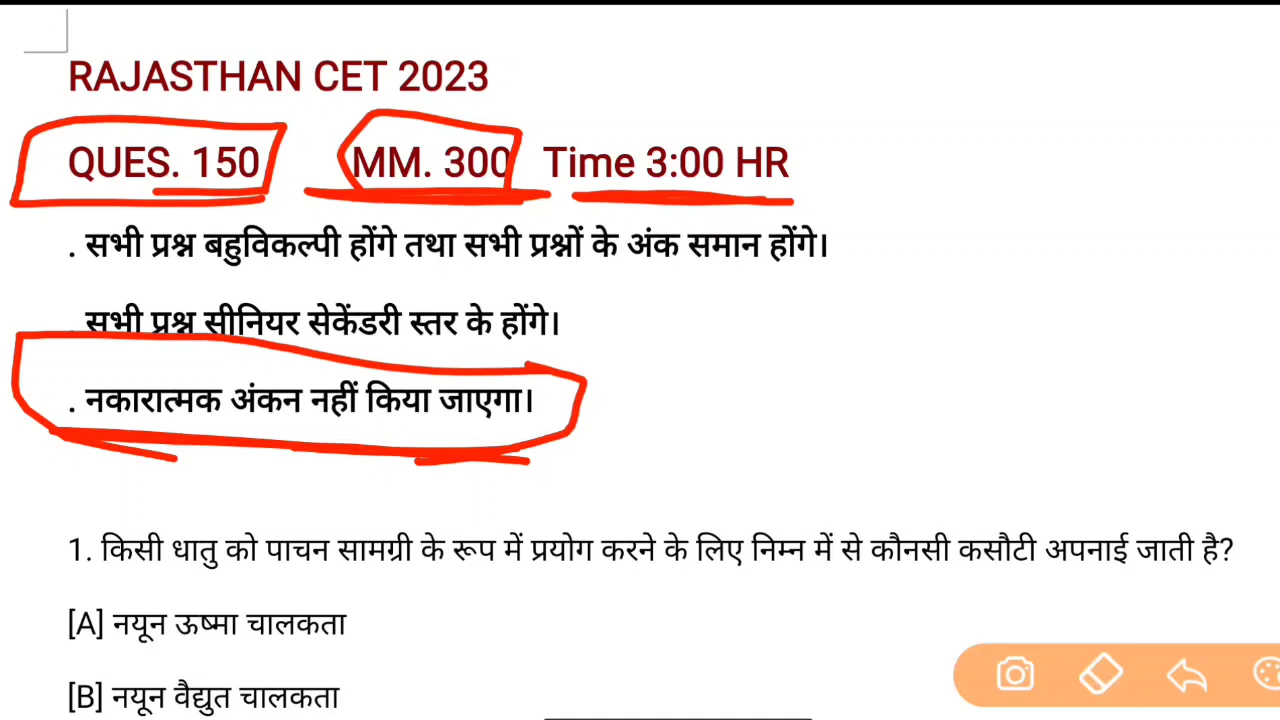 RAJASTHAN CET 2023
QUES. 150 MM. 300 Time 3:00 HR
. सभी प्रश्न बहुविकल्पी होंगे तथा सभी प्रश्नों के अंक समान होंगे।
. सभी प्रश्न सीनियर सेकेंडरी स्तर के होंगे।
. नकारात्मक अंकन नहीं किया जाएगा।
1. किसी धातु को पाचन सामग्री के रूप में प्रयोग करने के लिए निम्न में से कौनसी कसौटी अपनाई जाती है?
[A] नयून ऊष्मा चालकता
[B] नयून वैद्युत चालकता